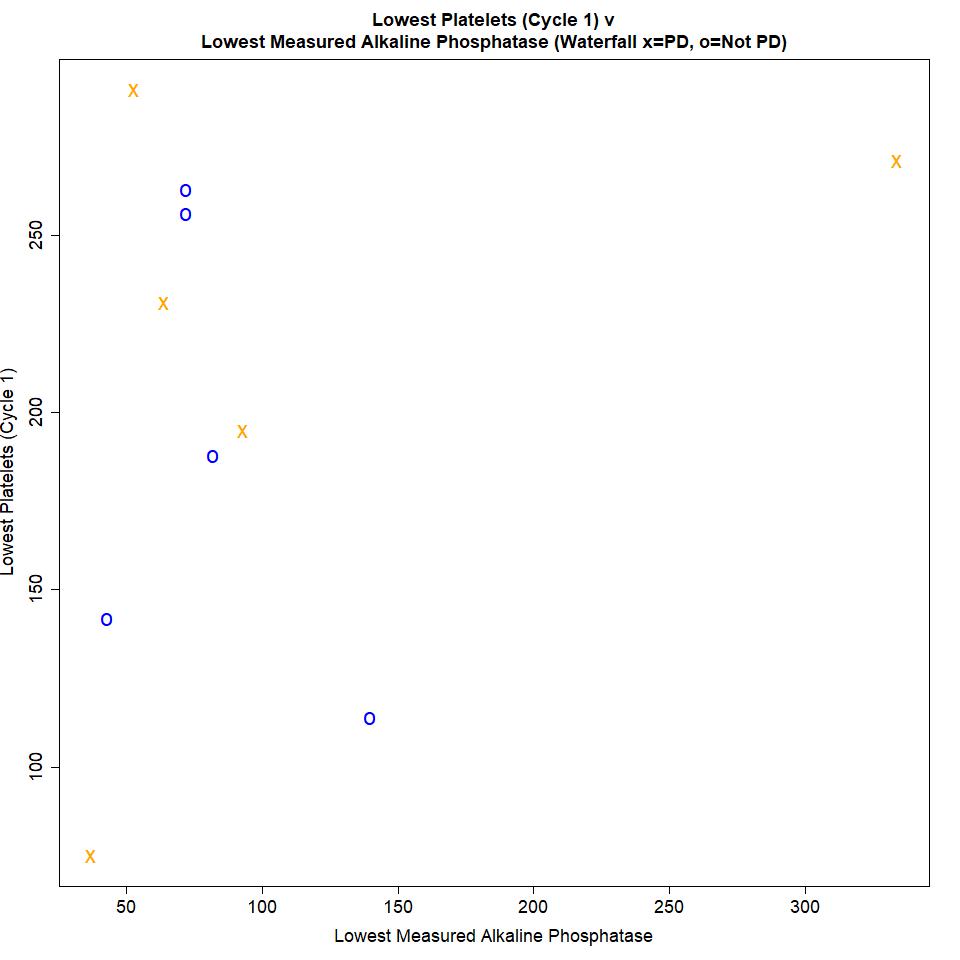 Lowest Platelets (Cycle 1) v
Lowest Measured Alkaline Phosphatase (Waterfall x=PD, o=Not PD)
Lowest Platelets (Cycle 1)
250
200
150
100
X
X
O
O
X
X
O
O
O
X
50 100 150 200 250 300
Lowest Measured Alkaline Phosphatase